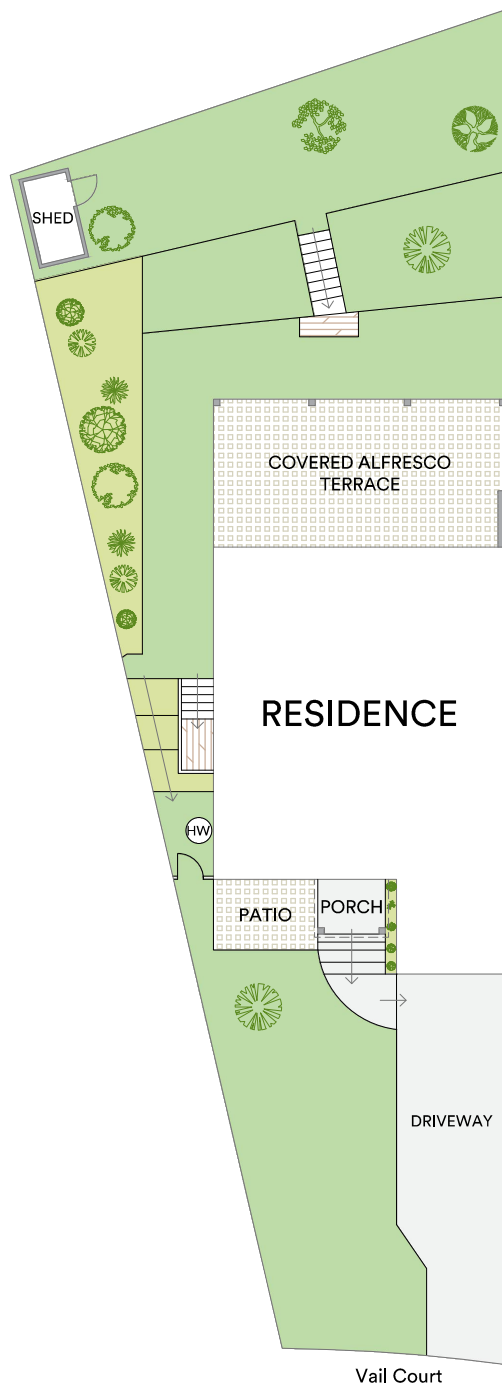 SHED
COVERED ALFRESCO
TERRACE
RESIDENCE
HW
PATIO
PORCH
DRIVEWAY
Vail Court